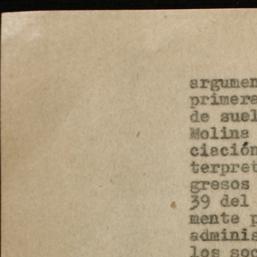 argumen
primera
de suel
Molina
ciación
terpret
gresos
39 del
mente p
adminis
los soc